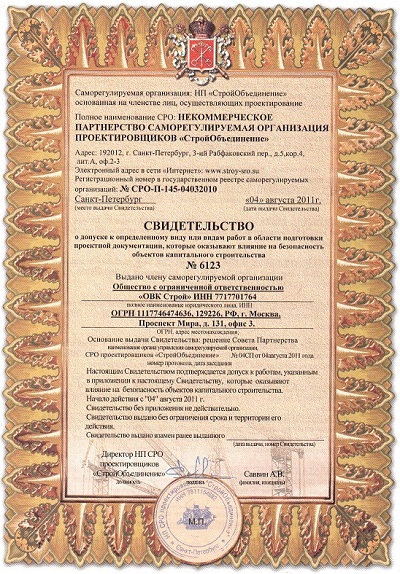 Саморегулируемая организация: НП «СтройОбъединение»
основанная на членстве лиц, осуществляющих проектирование
Полное наименование СРО: НЕКОММЕРЧЕСКОЕ
ПАРТНЕРСТВО САМОРЕГУЛИРУЕМАЯ ОРГАНИЗАЦИЯ
ПРОЕКТИРОВЩИКОВ «СтройОбъединение»
Адрес: 192012, г. Санкт-Петербург, 3-ий Рабфаковский пер., д.5,кор.4,
лит.А, оф.2-3
Электронный адрес в сети «Интернет»: www.stroy-sro.su
Регистрационный номер в государственном реестре саморегулируемых
организаций: № СРО-П-145-04032010
Санкт-Петербург «04» августа 2011г.
(место выдачи Свидетельства) (дата выдачи Свидетельства)
СВИДЕТЕЛЬСТВО
о допуске к определенному виду или видам работ в области подготовки
проектной документации, которые оказывают влияние на безопасность
объектов капитального строительства
№ 6123
Выдано члену саморегулируемой организации
Общество с ограниченной ответственностью
«ОВК Строй» ИНН 7717701764
полное наименование юридического лица, ИНН
ОГРН 1117746474636, 129226, РФ, г. Москва,
Проспект Мира, д. 131, офис 3.
ОГРН, адрес местонахождения,
Основание выдачи Свидетельства: решение Совета Партнерства
наименование органа управления саморегулируемой организации,
СРО проектировщиков «СтройОбъединение» № 04СП от 04августа 2011 года
номер протокола, дата заседания
Настоящим Свидетельством подтверждается допуск к работам, указанным
в приложении к настоящему Свидетельству, которые оказывают
влияние на безопасность объектов капитального строительства.
Начало действия с "04" августа 2011 г.
Свидетельство без приложения не действительно.
Свидетельство выдано без ограничения срока и территории его
действия.
Свидетельство выдано взамен ранее выданного
(дата выдачи, номер Свидетельства)
Директор НП СРО
проектировщиков
«СтройОбъединение» Саввин А.В.
должность подпись фамилия, инициалы
М.П.